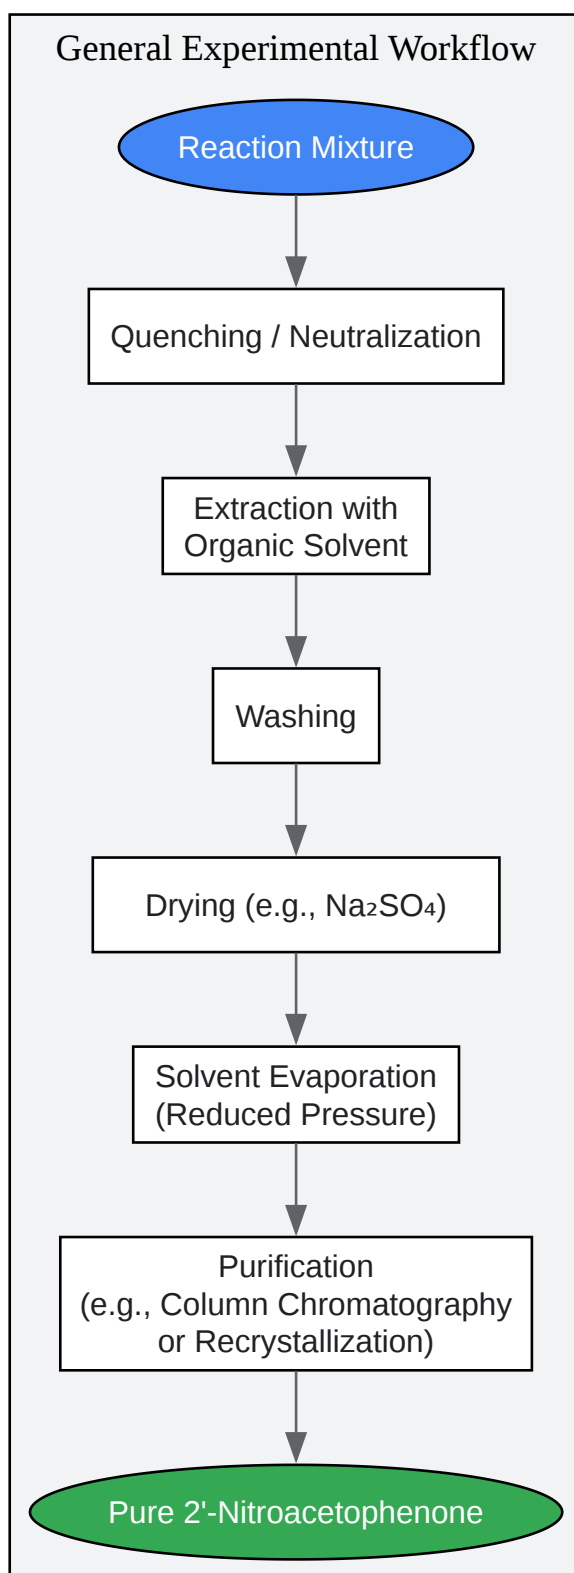 General Experimental Workflow
Reaction Mixture
Quenching / Neutralization
Extraction with
Organic Solvent
Washing
Drying (e.g., Na₂SO₄)
Solvent Evaporation
(Reduced Pressure)
Purification
(e.g., Column Chromatography
or Recrystallization)
Pure 2'-Nitroacetophenone